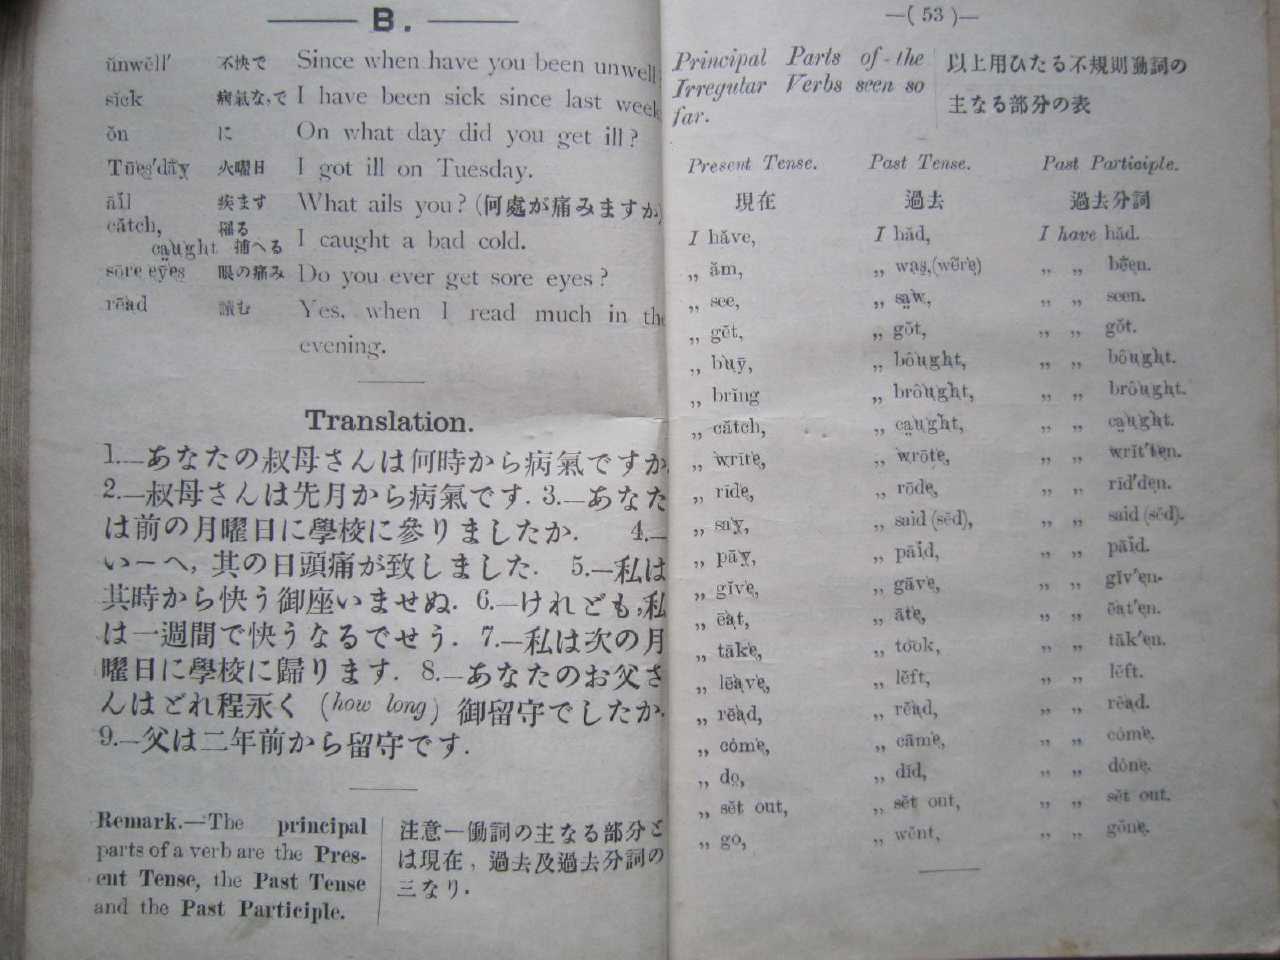 B.
ŭnwĕll′ 不快で Since when have you been unwell
sĭck 病氣な,で I have been sick since last week
ŏn に On what day did you get ill?
Tūes̱′dāy 火曜日 I got ill on Tuesday.
āil 疾ます What ails you? (何處が痛みますか)
cătch, 罹る
caught 捕へる I caught a bad cold.
sōre eȳes 眼の痛み Do you ever get sore eyes?
rēad 讀む Yes, when I read much in the
evening.
Translation.
1.—あなたの叔母さんは何時から病氣ですか
2.—叔母さんは先月から病氣です. 3.—あなた
は前の月曜日に學校に參りましたか. 4.—
いーへ, 其の日頭痛が致しました. 5.—私は
其時から快う御座いませぬ. 6.—けれども,私
は一週間で快うなるでせう. 7.—私は次の月
曜日に學校に歸ります. 8.—あなたのお父さ
んはどれ程永く (how long) 御留守でしたか.
9.—父は二年前から留守です.
Remark.—The principal
parts of a verb are the Pres-
ent Tense, the Past Tense
and the Past Participle.
注意—働詞の主なる部分と
は現在, 過去及過去分詞の
三なり.
—( 53 )—
Principal Parts of the
Irregular Verbs seen so
far.
以上用ひたる不規則動詞の
主なる部分の表
Present Tense. Past Tense. Past Participle.
現在 過去 過去分詞
I hăve, I hăd, I have hăd.
„ ăm, „ was,(wĕre) „ „ bēen.
„ see, „ saw, „ „ seen.
„ gĕt, „ gŏt, „ „ gŏt.
„ buȳ, „ bôught, „ „ bôught.
„ brĭng „ brôught, „ „ brôught.
„ cătch, „ caught, „ „ caught.
„ wrīte, „ wrōte, „ „ wrĭt′ten.
„ rīde, „ rōde, „ „ rĭd′den.
„ sāy, „ said (sĕd), „ „ said (sĕd).
„ pāy, „ pāid, „ „ pāid.
„ gĭve, „ gāve, „ „ gĭv′en.
„ ēat, „ āte, „ „ ēat′en.
„ tāke, „ tŏok, „ „ tāk′en.
„ lēave, „ lĕft, „ „ lĕft.
„ rēad, „ rĕad, „ „ rĕad.
„ cóme, „ cāme, „ „ cóme.
„ do, „ dĭd, „ „ dóne.
„ sĕt out, „ sĕt out, „ „ sĕt out.
„ go, „ wĕnt, „ „ gŏne.